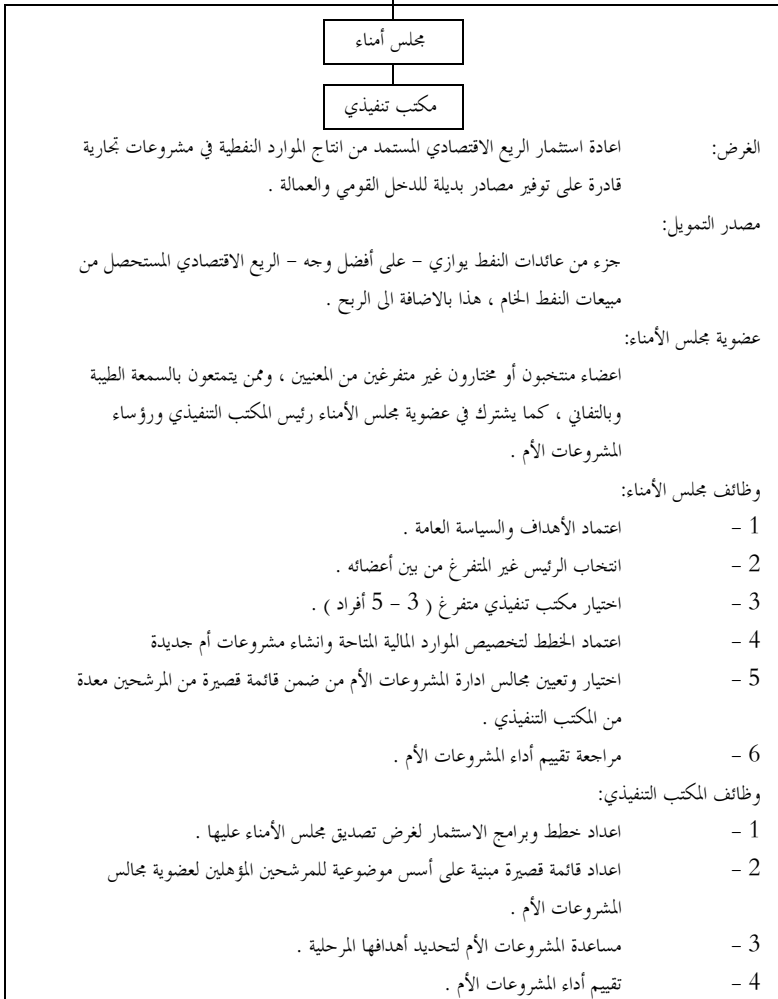 مجلس أمناء
مكتب تنفيذي
الغرض: اعادة استثمار الريع الاقتصادي المستمد من انتاج الموارد النفطية في مشروعات تجارية
قادرة على توفير مصادر بديلة للدخل القومي والعمالة .
مصدر التمويل:
جزء من عائدات النفط يوازي – على أفضل وجه – الريع الاقتصادي المستحصل من
مبيعات النفط الخام ، هذا بالاضافة الى الربح .
عضوية مجلس الأمناء:
اعضاء منتخبون أو مختارون غير متفرغين من المعنيين ، وممن يتمتعون بالسمعة الطيبة
وبالتفاني ، كما يشترك في عضوية مجلس الأمناء رئيس المكتب التنفيذي ورؤساء
المشروعات الأم .
وظائف مجلس الأمناء:
1 – اعتماد الأهداف والسياسة العامة .
2 – انتخاب الرئيس غير المتفرغ من بين أعضائه .
3 – اختيار مكتب تنفيذي متفرغ ( 3 – 5 أفراد ) .
4 – اعتماد الخطط لتخصيص الموارد المالية المتاحة وانشاء مشروعات أم جديدة
5 – اختيار وتعيين مجالس ادارة المشروعات الأم من ضمن قائمة قصيرة من المرشحين معدة
من المكتب التنفيذي .
6 – مراجعة تقييم أداء المشروعات الأم .
وظائف المكتب التنفيذي:
1 – اعداد خطط وبرامج الاستثمار لغرض تصديق مجلس الأمناء عليها .
2 – اعداد قائمة قصيرة مبنية على أسس موضوعية للمرشحين المؤهلين لعضوية مجالس
المشروعات الأم .
3 – مساعدة المشروعات الأم لتحديد أهدافها المرحلية .
4 – تقييم أداء المشروعات الأم .